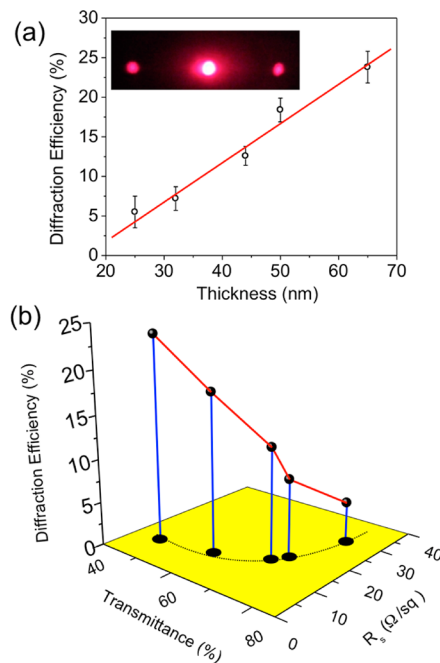 (a)
30
25
20
15
10
5
0
Diffraction Efficiency (%)
20 30 40 50 60 70
Thickness (nm)
(b)
25
20
15
10
5
0
Diffraction Efficiency (%)
40
60
80
Transmittance (%)
0
10
20
30
40
Rs (Ω/sq)